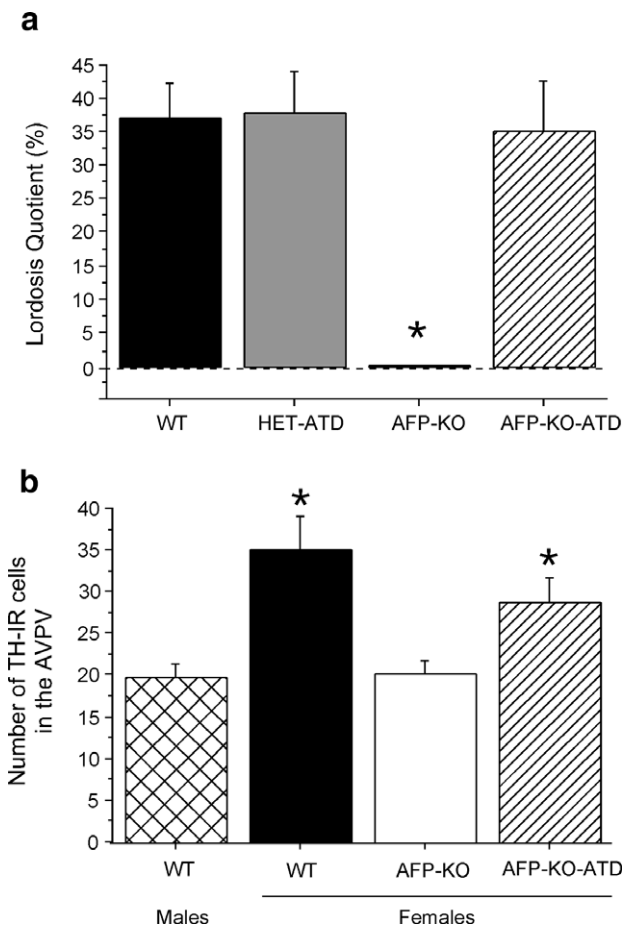 a
Lordosis Quotient (%)
45
40
35
30
25
20
15
10
5
0
*
WT HET-ATD AFP-KO AFP-KO-ATD
b
Number of TH-IR cells
in the AVPV
40
35
30
25
20
15
10
5
0
* *
WT WT AFP-KO AFP-KO-ATD
Males Females